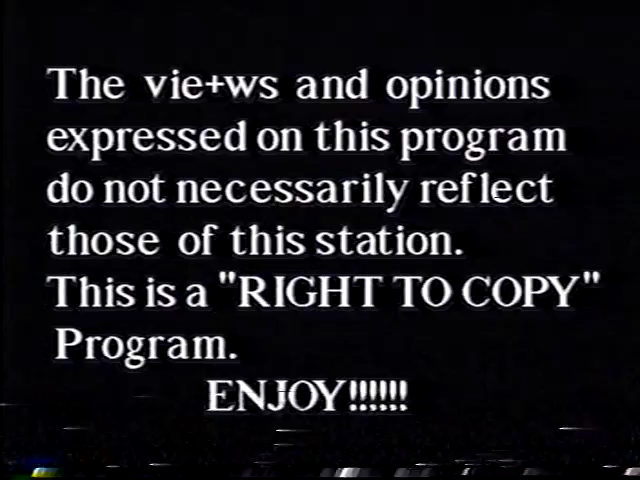 The vie+ws and opinions
expressed on this program
do not necessarily reflect
those of this station.
This is a "RIGHT TO COPY"
Program.
ENJOY!!!!!!